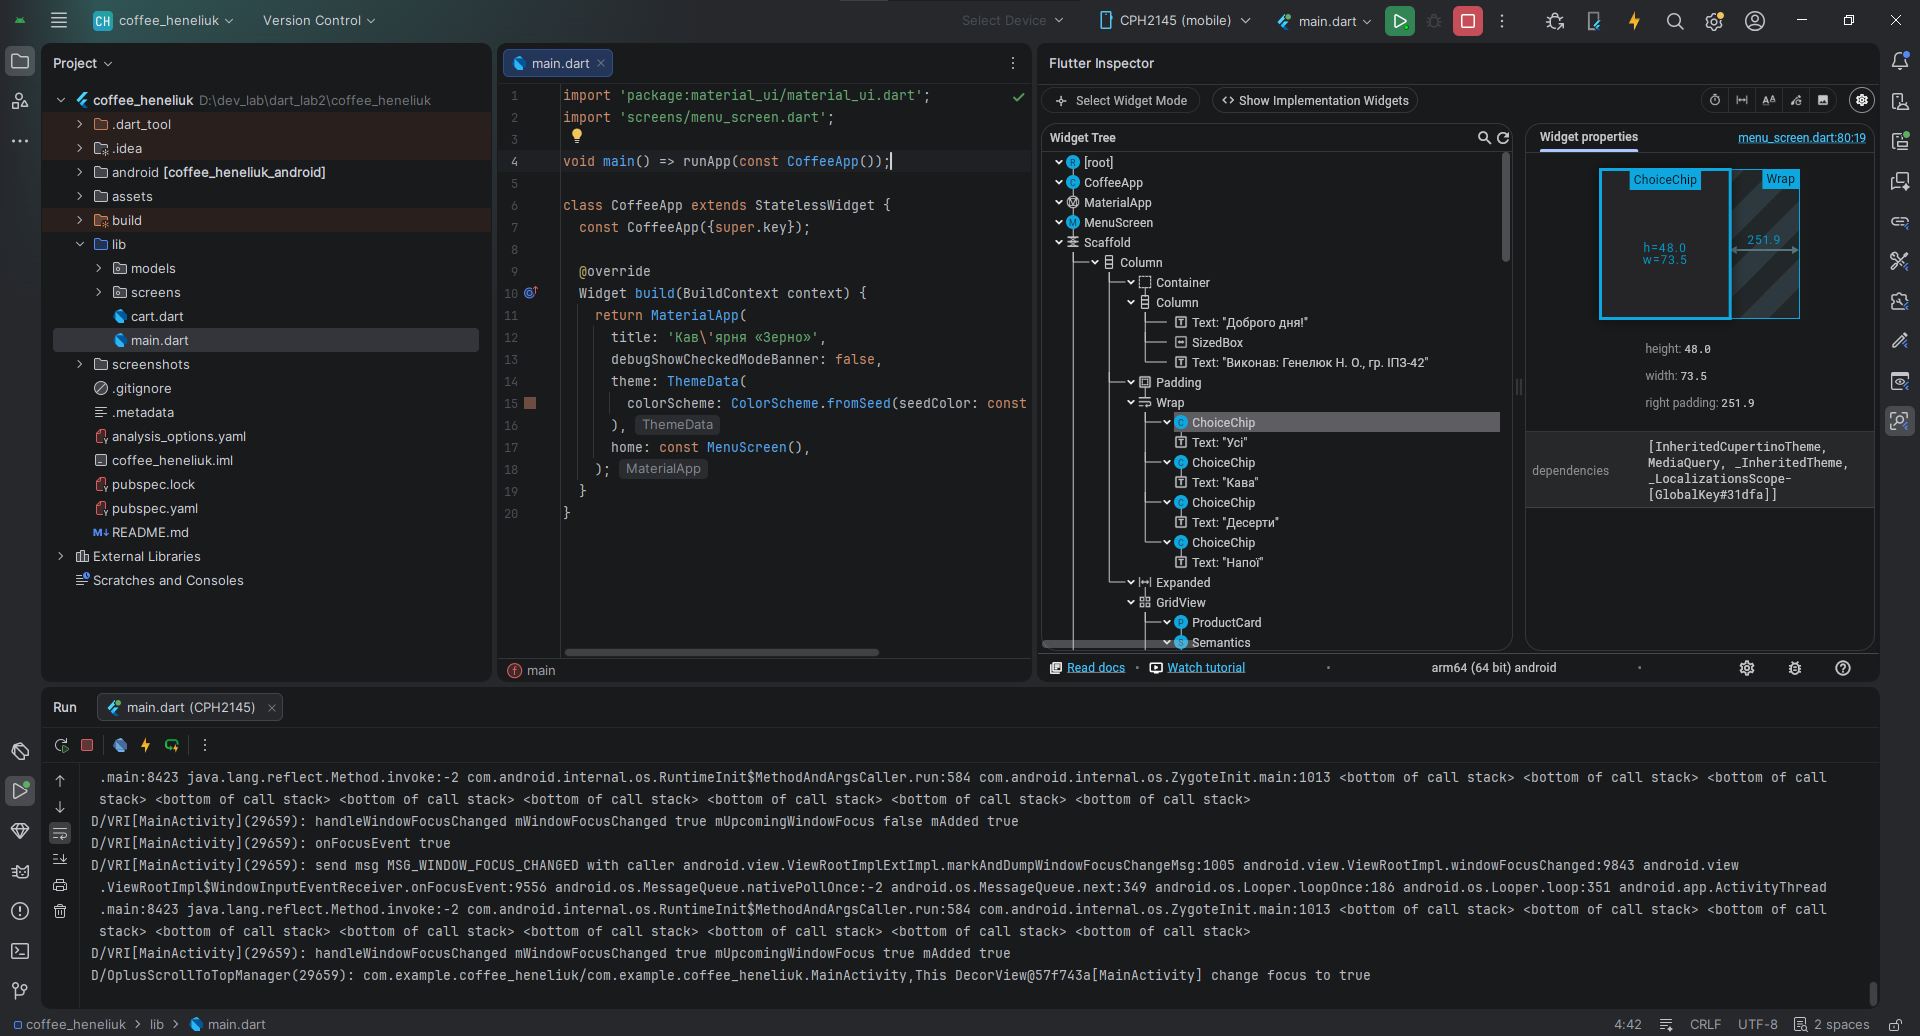 CH coffee_heneliuk
Version Control
Select Device
CPH2145 (mobile)
main.dart
Project
coffee_heneliuk D:\dev_lab\dart_lab2\coffee_heneliuk
.dart_tool
.idea
android [coffee_heneliuk_android]
assets
build
lib
models
screens
cart.dart
main.dart
screenshots
.gitignore
.metadata
analysis_options.yaml
coffee_heneliuk.iml
pubspec.lock
pubspec.yaml
README.md
External Libraries
Scratches and Consoles
main.dart
1 import 'package:material_ui/material_ui.dart';
2 import 'screens/menu_screen.dart';
3
4 void main() => runApp(const CoffeeApp());
5
6 class CoffeeApp extends StatelessWidget {
7 const CoffeeApp({super.key});
8
9 @override
10 Widget build(BuildContext context) {
11 return MaterialApp(
12 title: 'Кав\'ярня «Зерно»',
13 debugShowCheckedModeBanner: false,
14 theme: ThemeData(
15 colorScheme: ColorScheme.fromSeed(seedColor: const
16 ), ThemeData
17 home: const MenuScreen(),
18 ); MaterialApp
19 }
20 }
main
Flutter Inspector
Select Widget Mode
Show Implementation Widgets
Widget Tree
[root]
CoffeeApp
MaterialApp
MenuScreen
Scaffold
Column
Container
Column
Text: "Доброго дня!"
SizedBox
Text: "Виконав: Генелюк Н. О., гр. ІПЗ-42"
Padding
Wrap
ChoiceChip
Text: "Усі"
ChoiceChip
Text: "Кава"
ChoiceChip
Text: "Десерти"
ChoiceChip
Text: "Напої"
Expanded
GridView
ProductCard
Semantics
Widget properties
menu_screen.dart:80:19
ChoiceChip
Wrap
h=48.0
w=73.5
251.9
height: 48.0
width: 73.5
right padding: 251.9
dependencies
[InheritedCupertinoTheme,
MediaQuery, _InheritedTheme,
_LocalizationsScope-
[GlobalKey#31dfa]]
Read docs
Watch tutorial
arm64 (64 bit) android
Run
main.dart (CPH2145)
.main:8423 java.lang.reflect.Method.invoke:-2 com.android.internal.os.RuntimeInit$MethodAndArgsCaller.run:584 com.android.internal.os.ZygoteInit.main:1013 <bottom of call stack> <bottom of call stack> <bottom of call
stack> <bottom of call stack> <bottom of call stack> <bottom of call stack> <bottom of call stack> <bottom of call stack> <bottom of call stack>
D/VRI[MainActivity](29659): handleWindowFocusChanged mWindowFocusChanged true mUpcomingWindowFocus false mAdded true
D/VRI[MainActivity](29659): onFocusEvent true
D/VRI[MainActivity](29659): send msg MSG_WINDOW_FOCUS_CHANGED with caller android.view.ViewRootImplExtImpl.markAndDumpWindowFocusChangeMsg:1005 android.view.ViewRootImpl.windowFocusChanged:9843 android.view
.ViewRootImpl$WindowInputEventReceiver.onFocusEvent:9556 android.os.MessageQueue.nativePollOnce:-2 android.os.MessageQueue.next:349 android.os.Looper.loopOnce:186 android.os.Looper.loop:351 android.app.ActivityThread
.main:8423 java.lang.reflect.Method.invoke:-2 com.android.internal.os.RuntimeInit$MethodAndArgsCaller.run:584 com.android.internal.os.ZygoteInit.main:1013 <bottom of call stack> <bottom of call stack> <bottom of call
stack> <bottom of call stack> <bottom of call stack> <bottom of call stack> <bottom of call stack> <bottom of call stack> <bottom of call stack>
D/VRI[MainActivity](29659): handleWindowFocusChanged mWindowFocusChanged true mUpcomingWindowFocus true mAdded true
D/OplusScrollToTopManager(29659): com.example.coffee_heneliuk/com.example.coffee_heneliuk.MainActivity,This DecorView@57f743a[MainActivity] change focus to true
coffee_heneliuk > lib > main.dart
4:42
CRLF
UTF-8
2 spaces